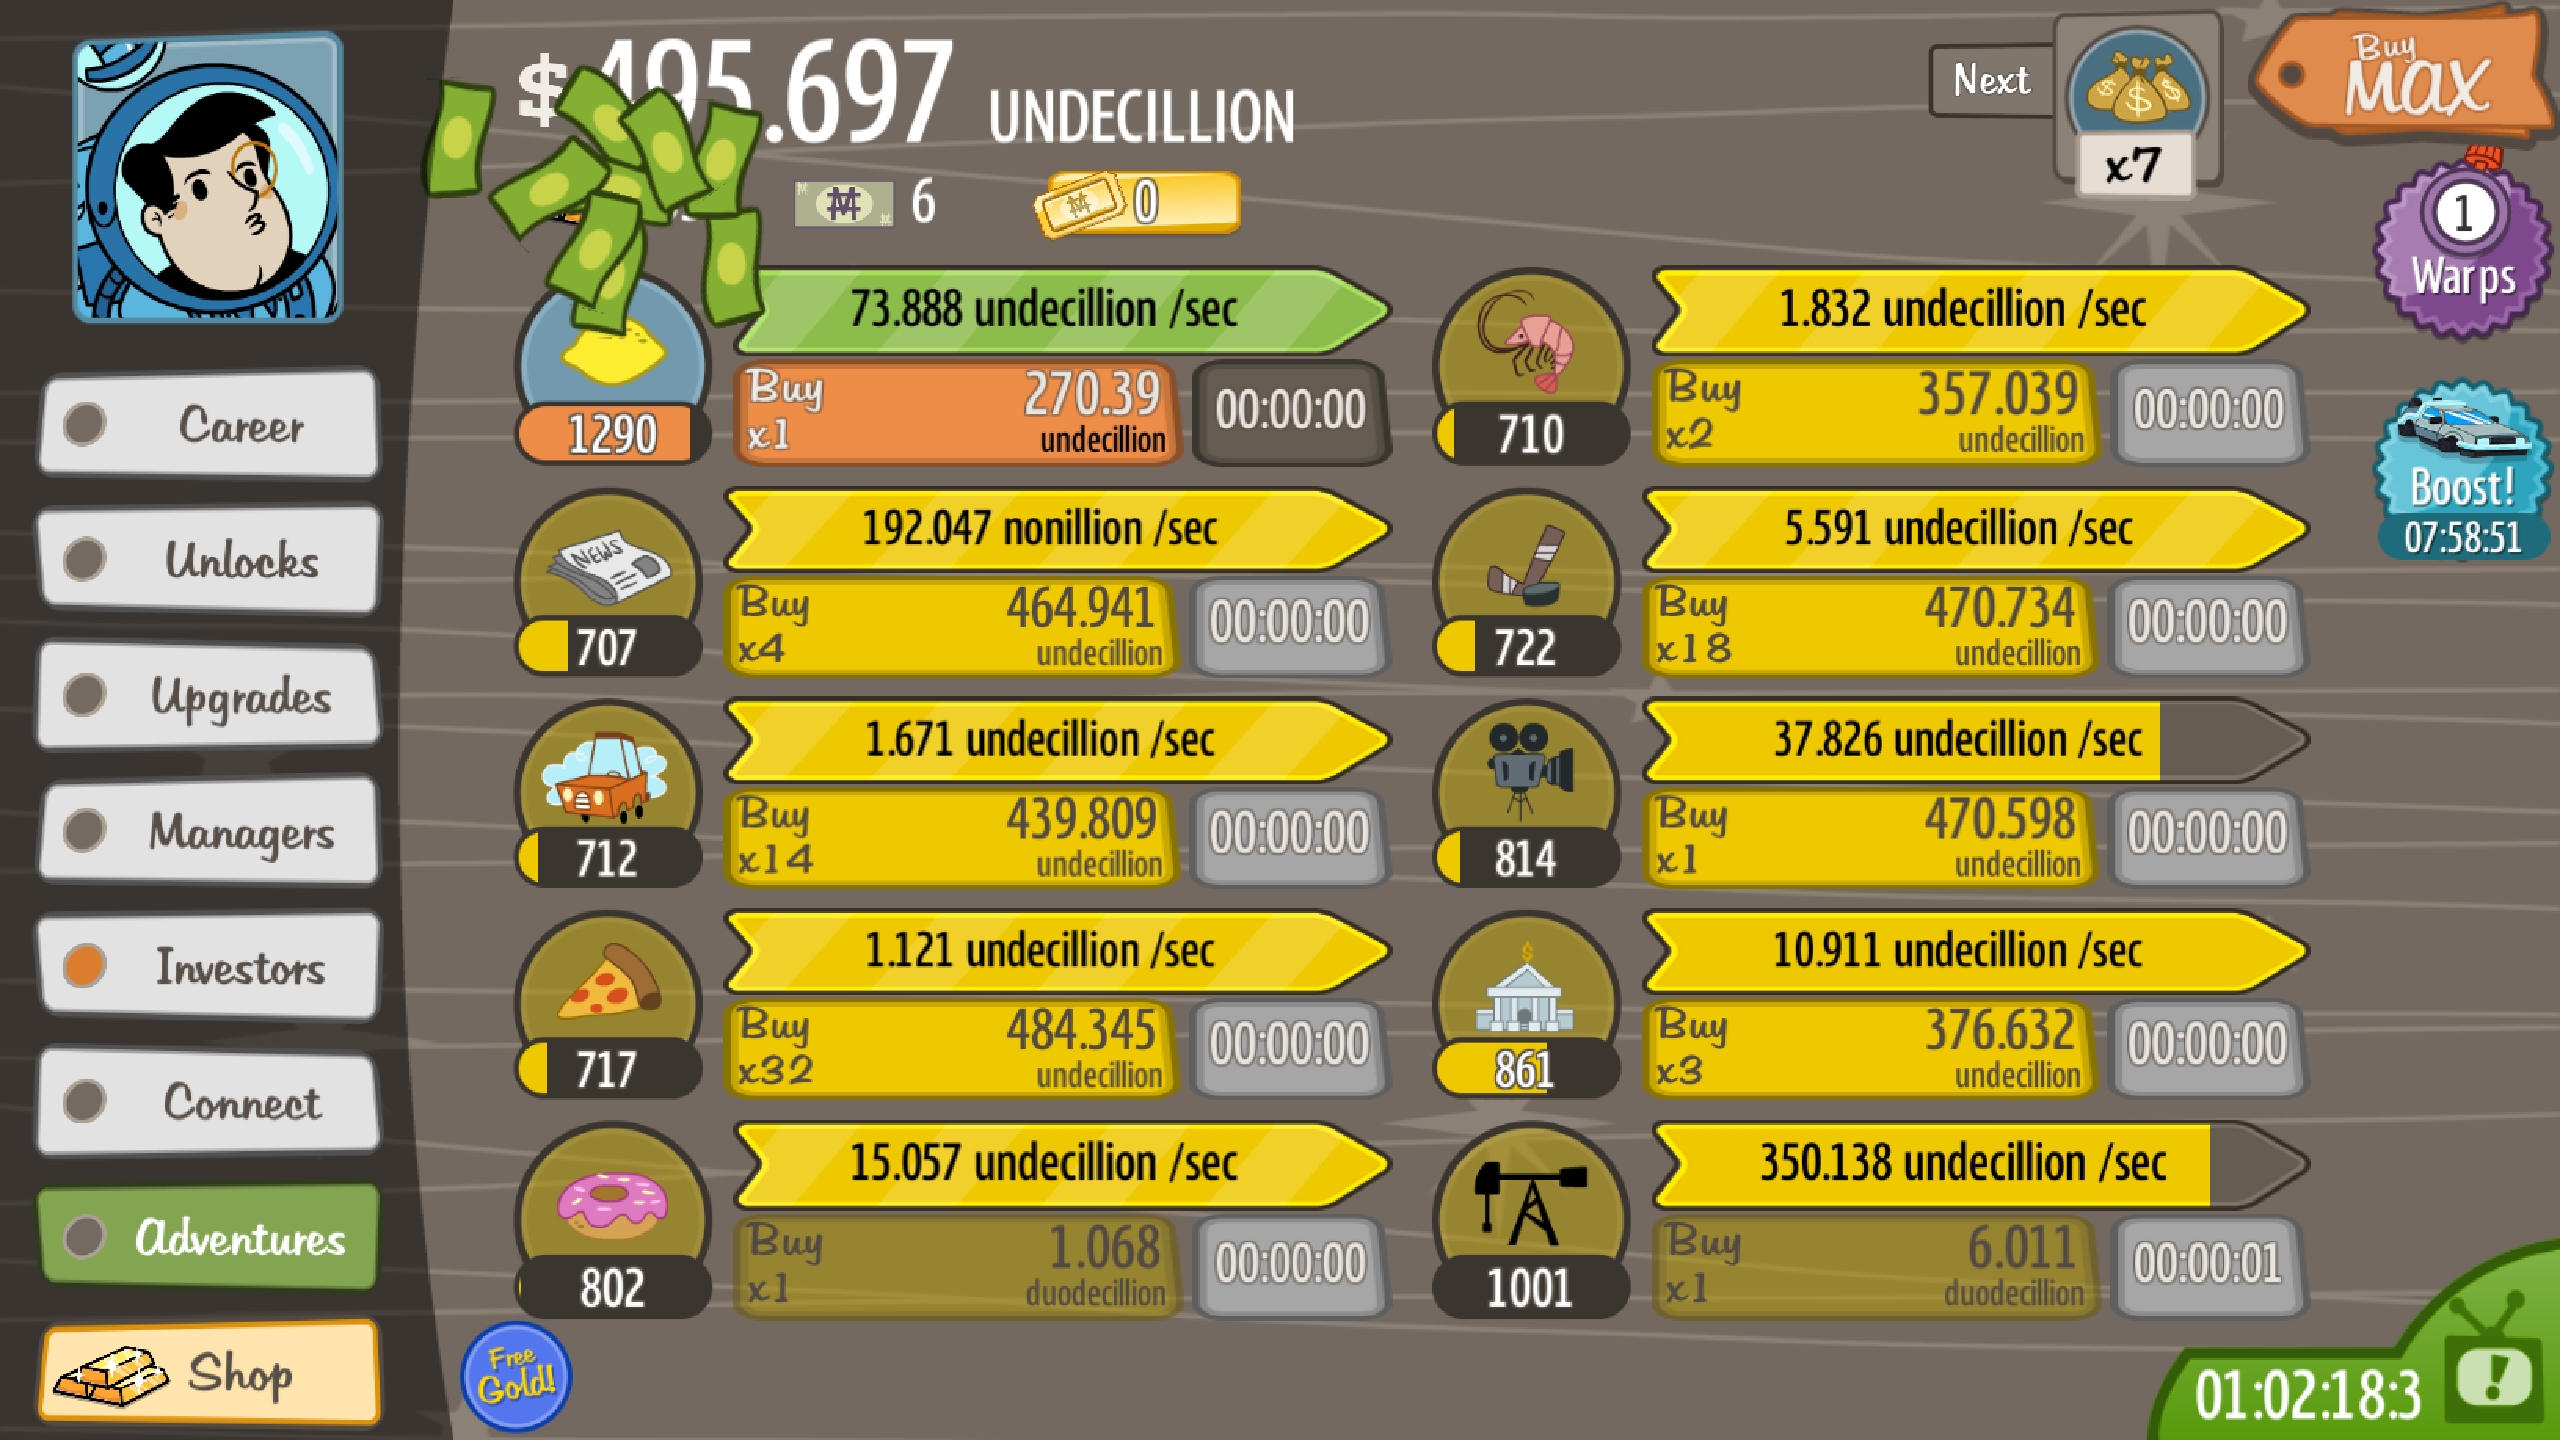 $495.697 UNDECILLION
Next
x7
Buy
MAX
6
0
1
Warps
Boost!
07:58:51
Career
Unlocks
Upgrades
Managers
Investors
Connect
Adventures
Shop
73.888 undecillion /sec
1290
Buy
x1
270.39
undecillion
00:00:00
NEWS
192.047 nonillion /sec
707
Buy
x4
464.941
undecillion
00:00:00
1.671 undecillion /sec
712
Buy
x14
439.809
undecillion
00:00:00
1.121 undecillion /sec
717
Buy
x32
484.345
undecillion
00:00:00
15.057 undecillion /sec
802
Buy
x1
1.068
duodecillion
00:00:00
1.832 undecillion /sec
710
Buy
x2
357.039
undecillion
00:00:00
5.591 undecillion /sec
722
Buy
x18
470.734
undecillion
00:00:00
37.826 undecillion /sec
814
Buy
x1
470.598
undecillion
00:00:00
10.911 undecillion /sec
861
Buy
x3
376.632
undecillion
00:00:00
350.138 undecillion /sec
1001
Buy
x1
6.011
duodecillion
00:00:01
Free
Gold!
01:02:18:3